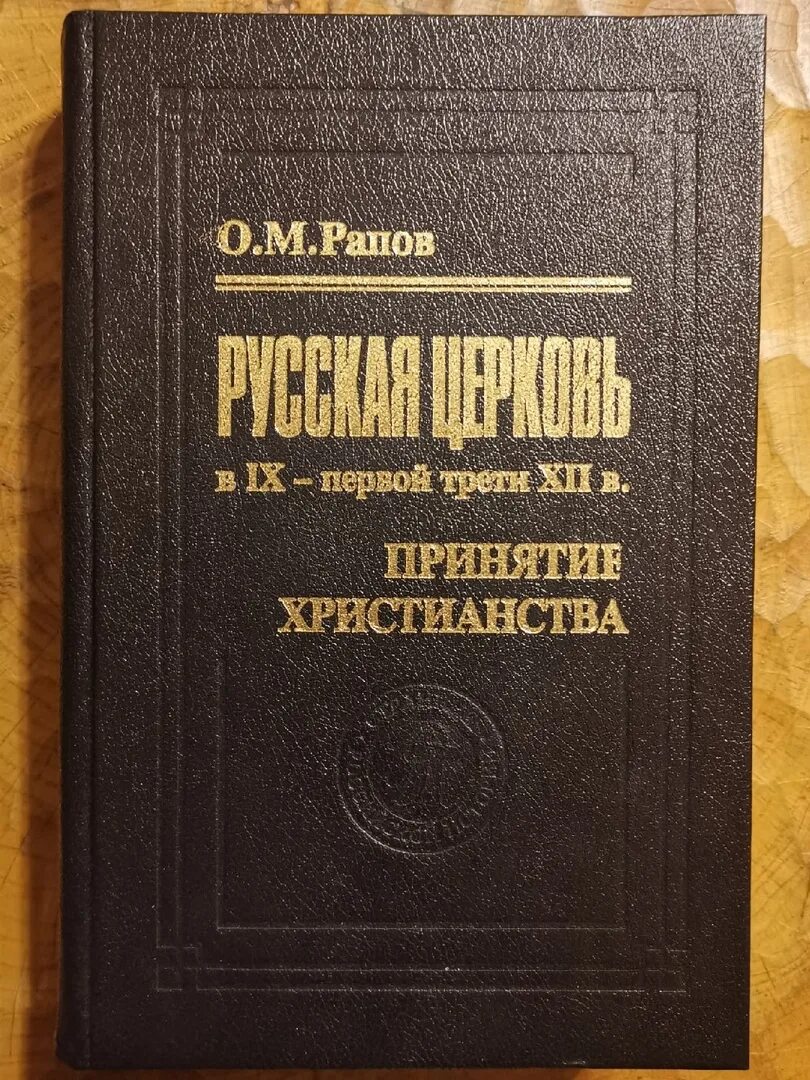 О.М.Рапов
РУССКАЯ ЦЕРКОВЬ
в IX – первой трети XII в.
ПРИНЯТИЕ
ХРИСТИАНСТВА